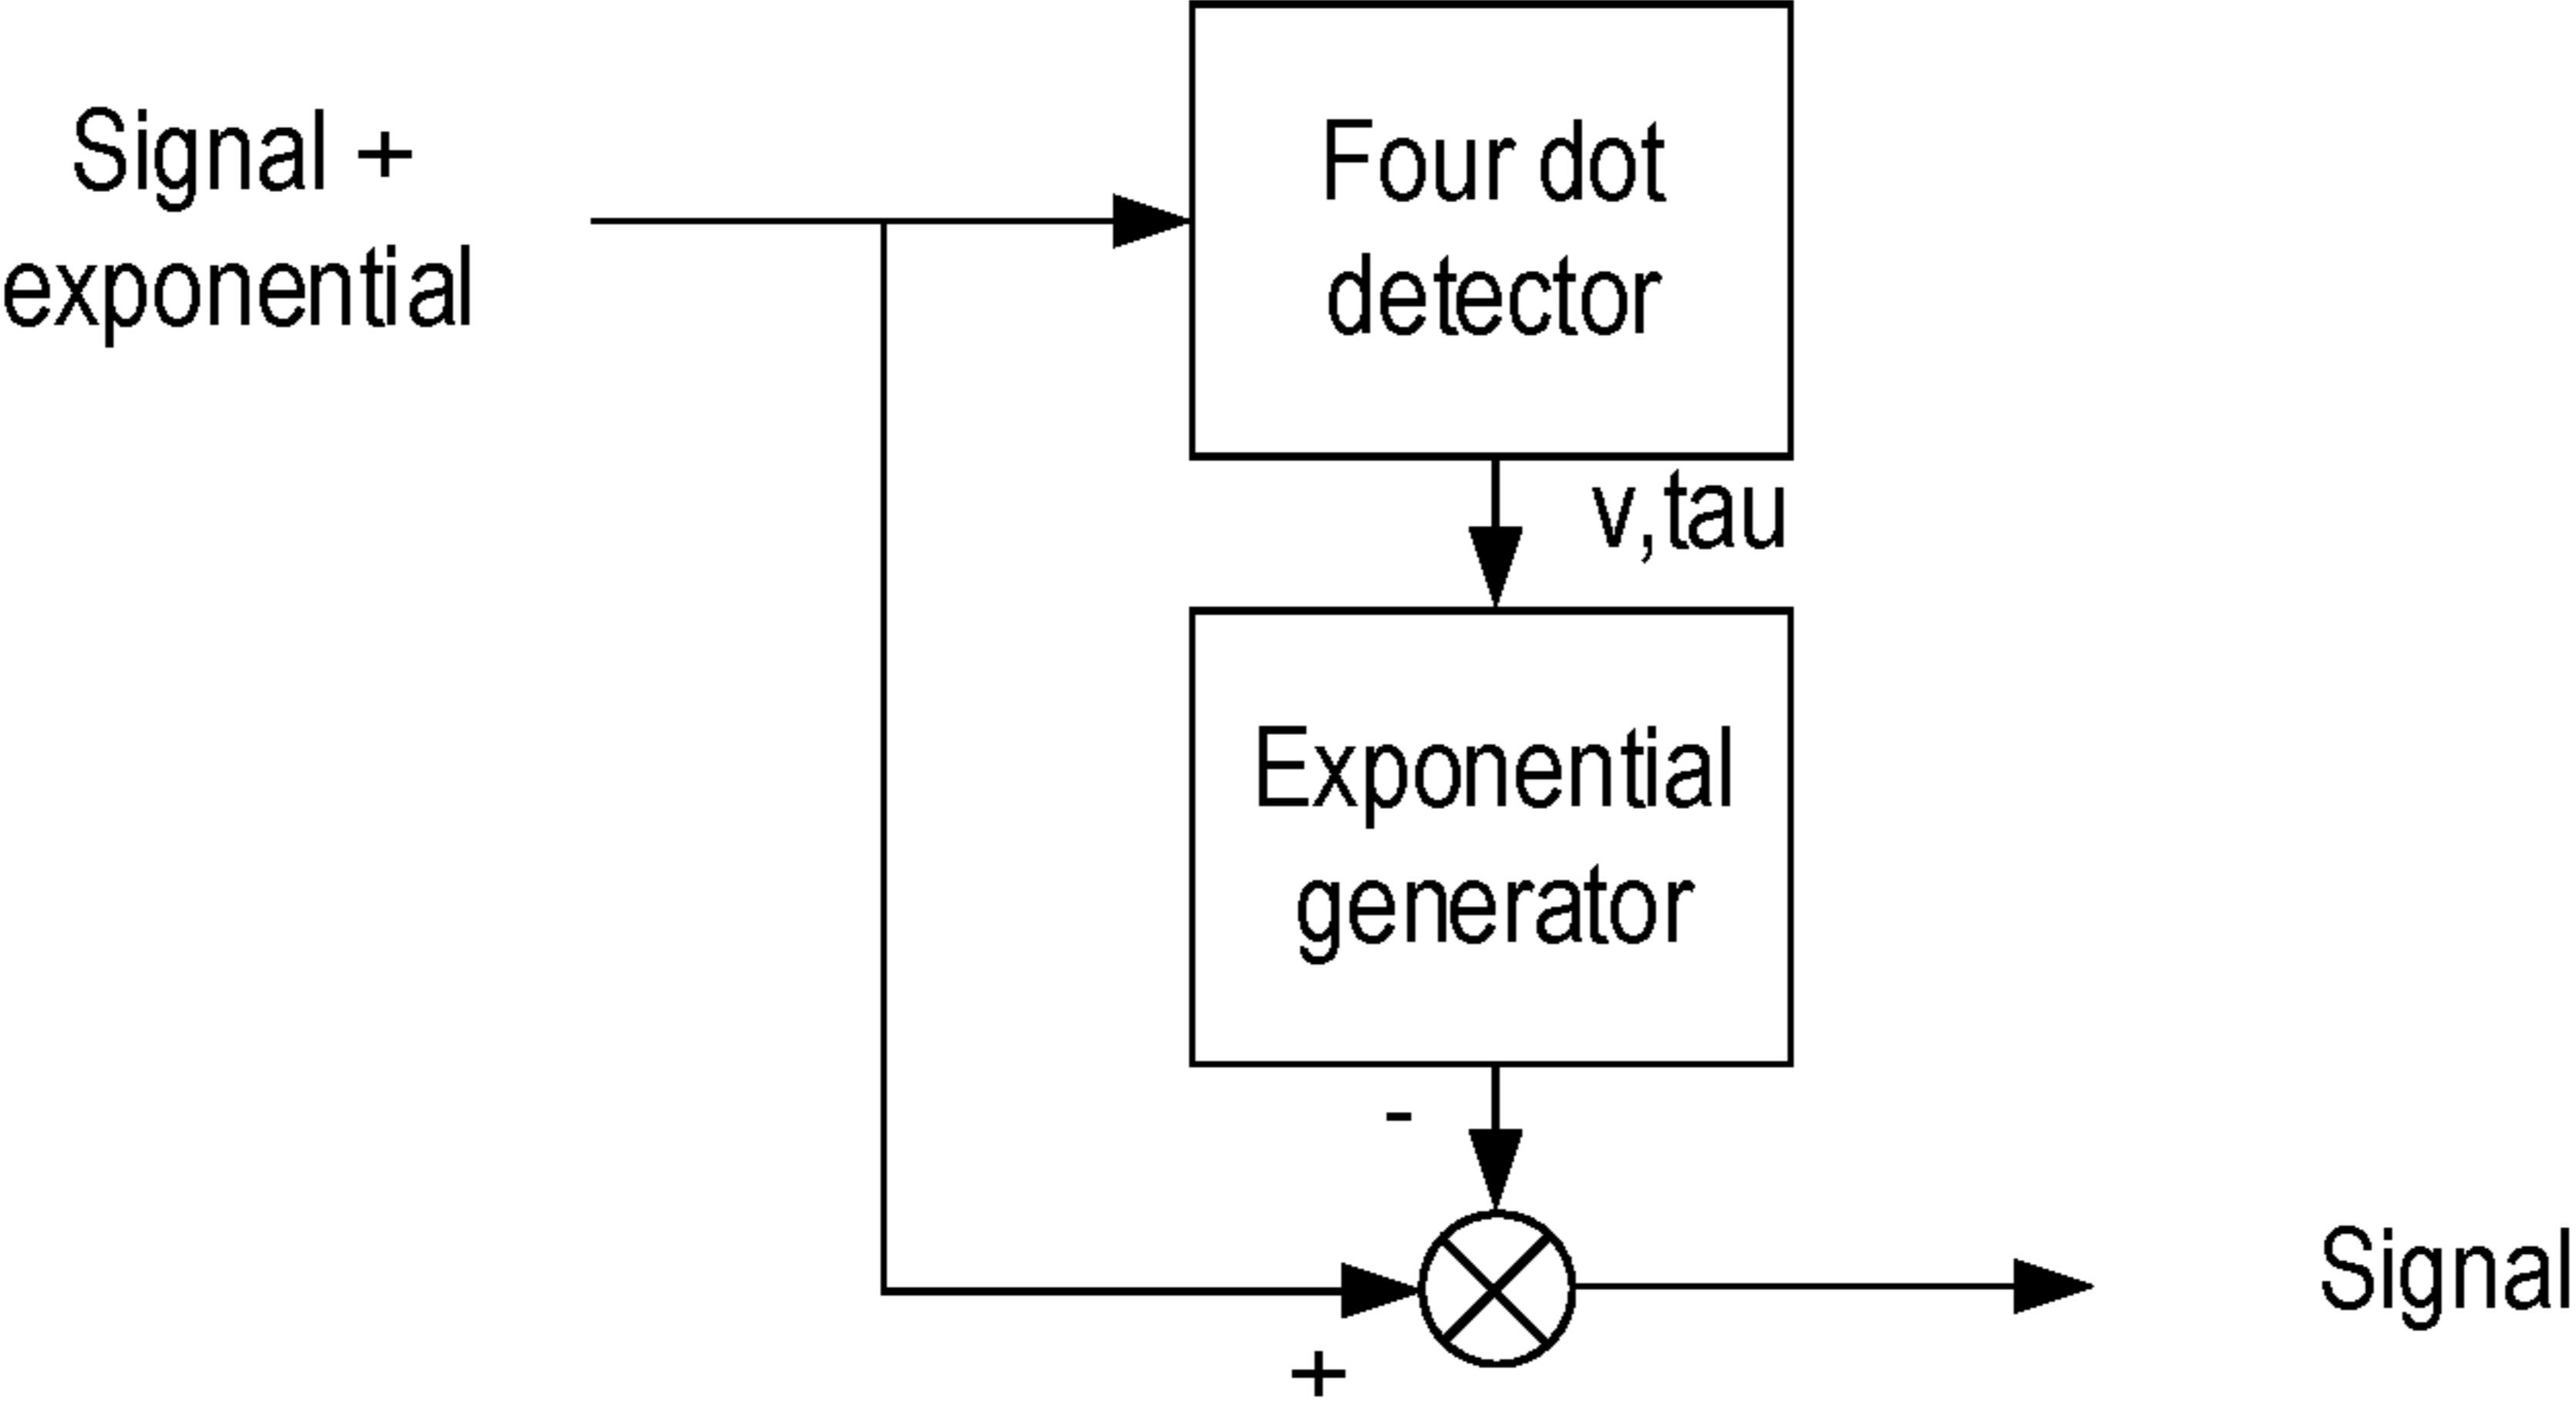 Signal +
exponential
Four dot
detector
v,tau
Exponential
generator
-
+
Signal